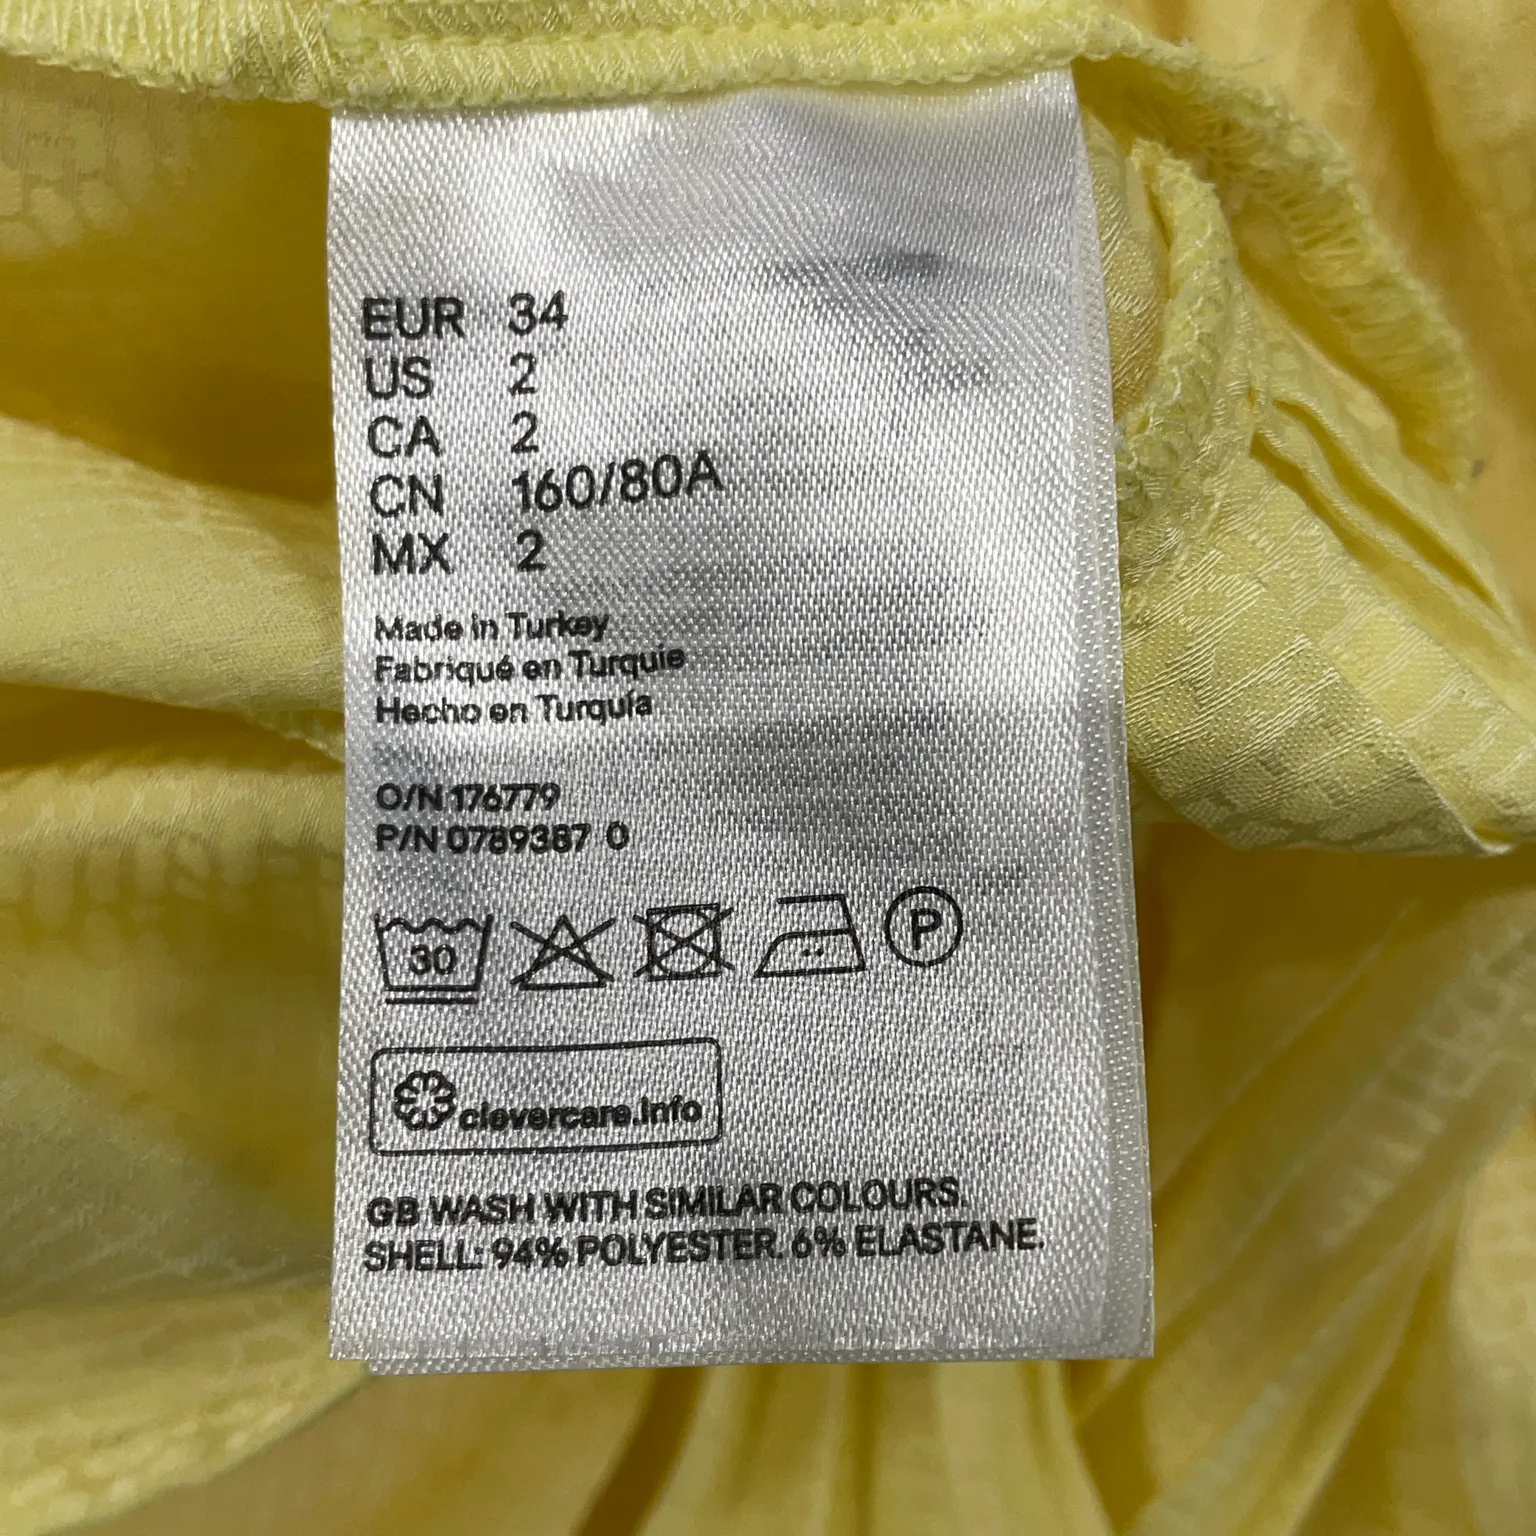 EUR 34
US 2
CA 2
CN 160/80A
MX 2
Made in Turkey
Fabriqué en Turquie
Hecho en Turquía
O/N 176779
P/N 0789387 0
30
P
clevercare.info
GB WASH WITH SIMILAR COLOURS.
SHELL: 94% POLYESTER. 6% ELASTANE.